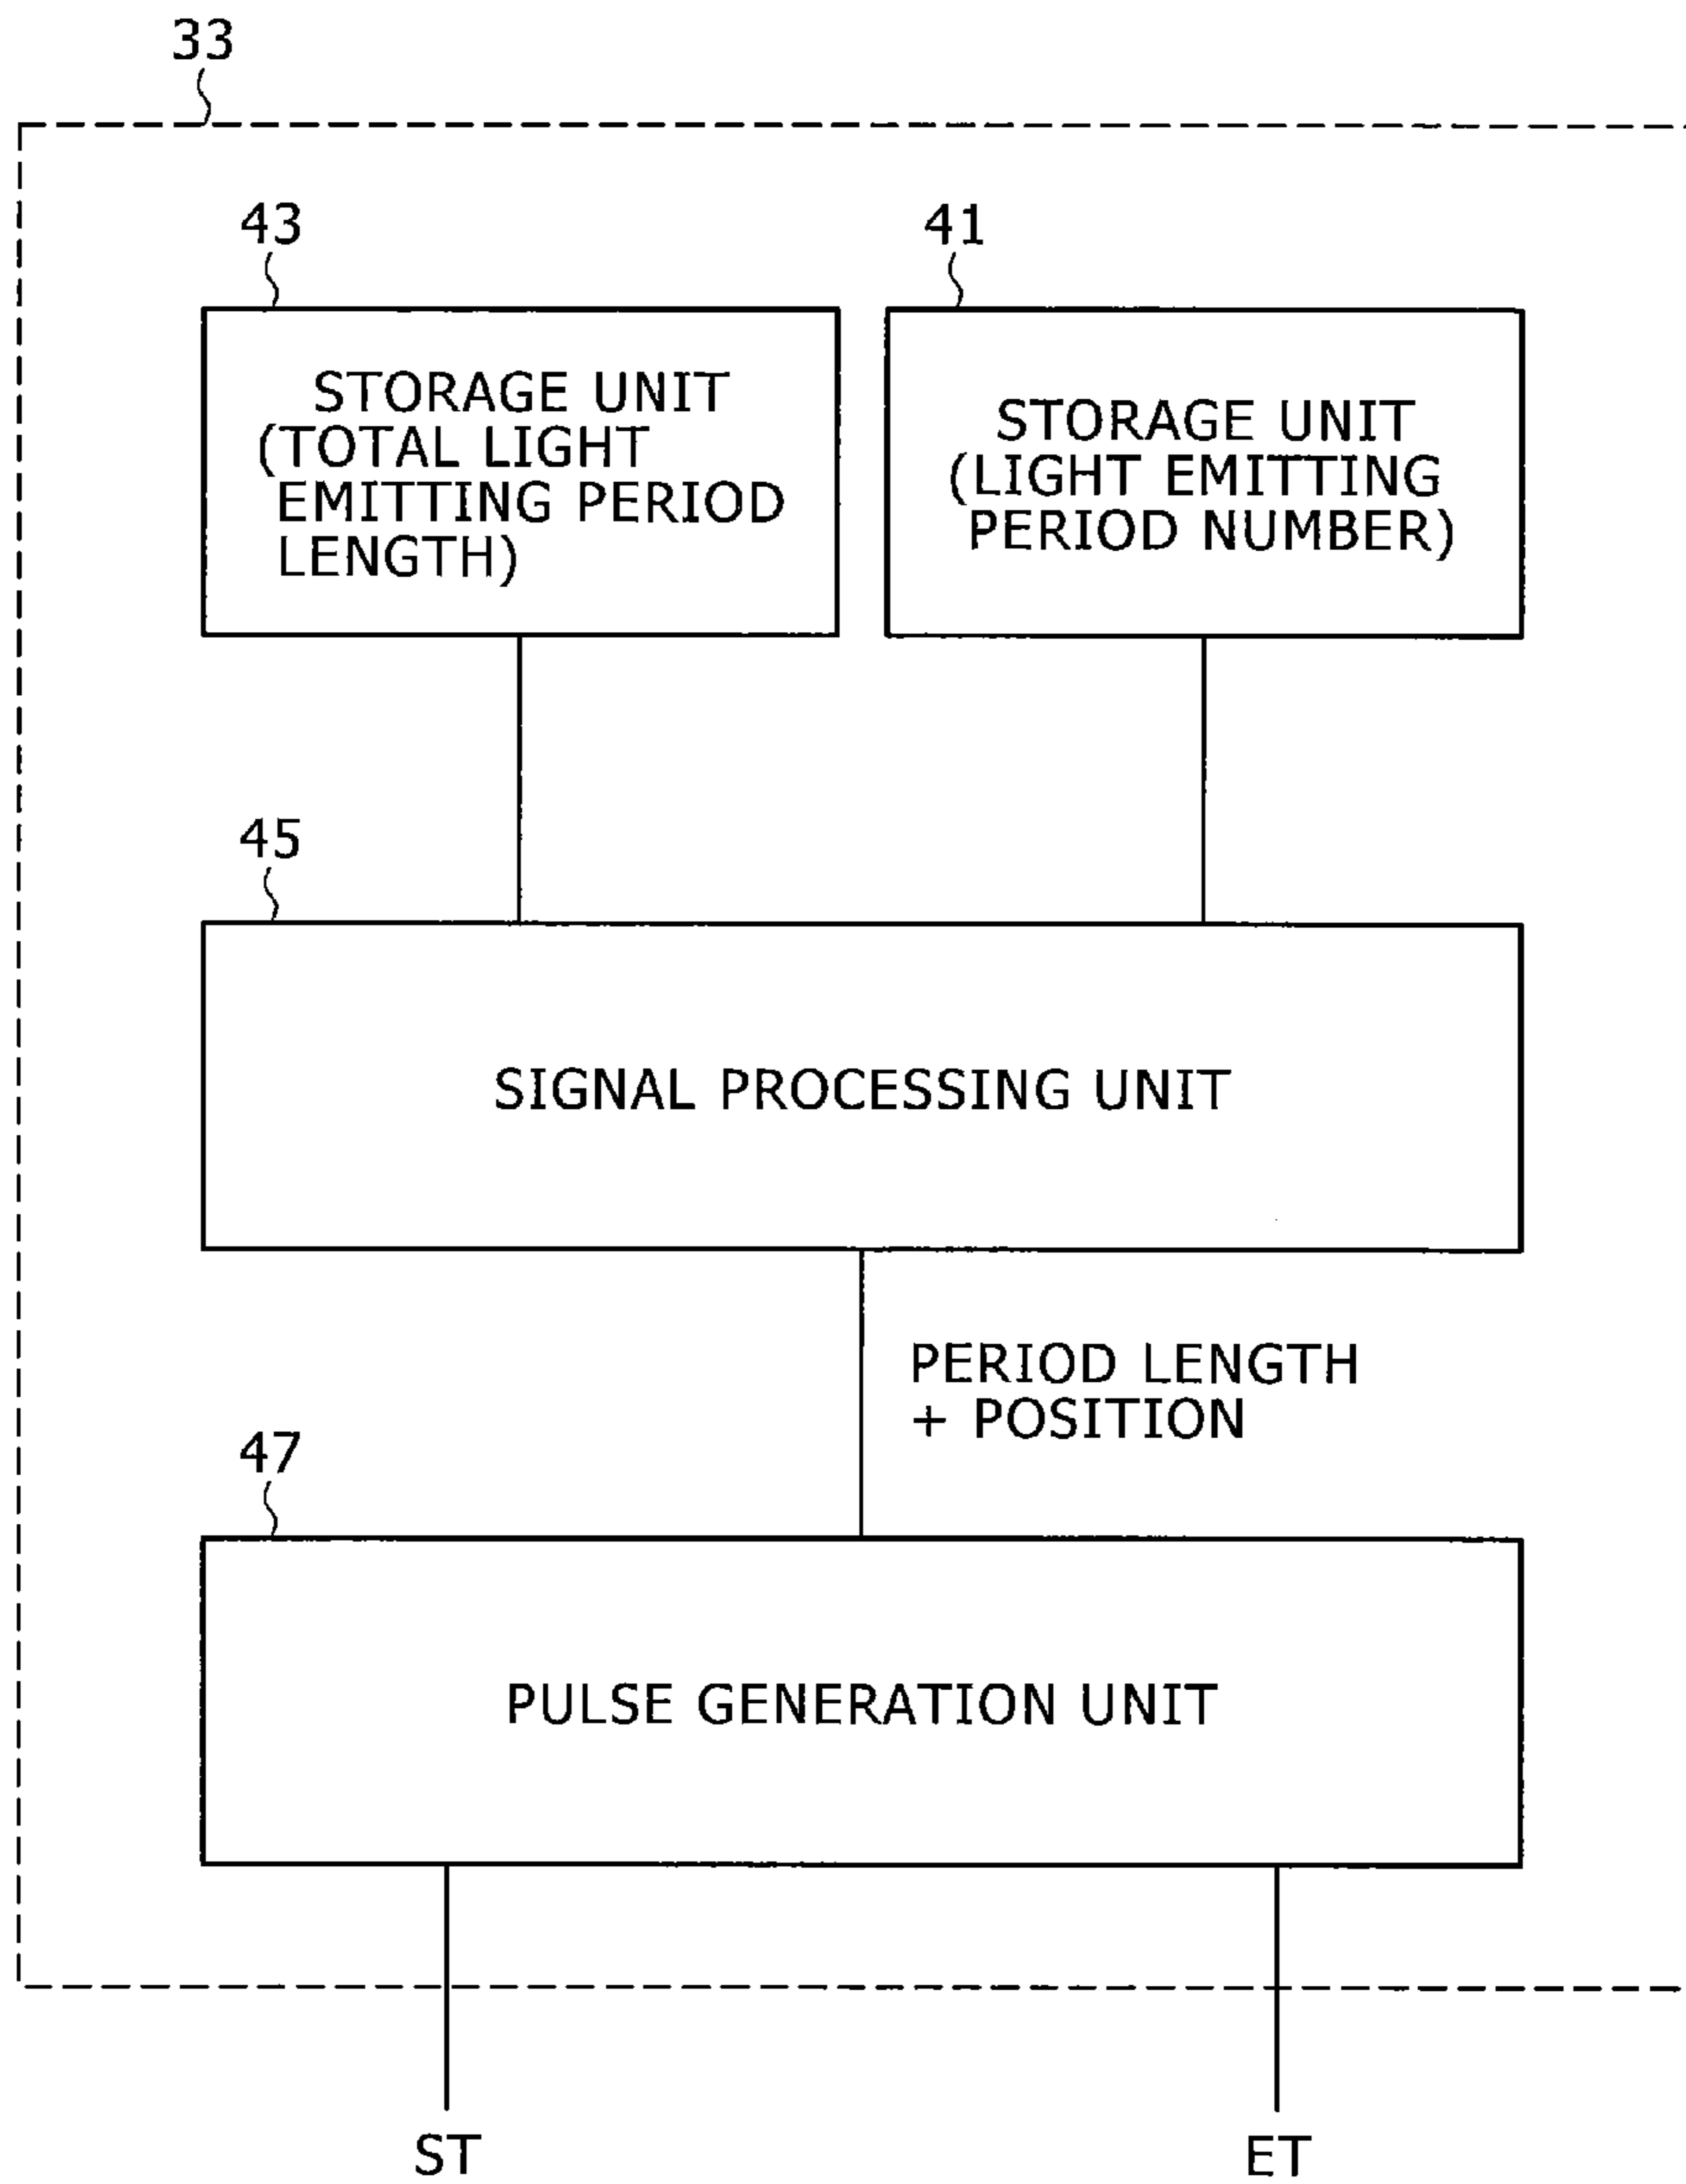 33
43
41
STORAGE UNIT
(TOTAL LIGHT
EMITTING PERIOD
LENGTH)
STORAGE UNIT
(LIGHT EMITTING
PERIOD NUMBER)
45
SIGNAL PROCESSING UNIT
PERIOD LENGTH
+ POSITION
47
PULSE GENERATION UNIT
ST
ET